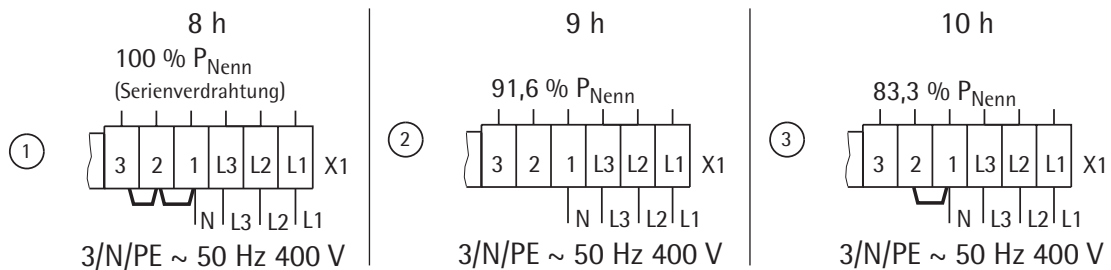 8 h
100 % PNenn
(Serienverdrahtung)
1
3 2 1 L3 L2 L1 X1
N L3 L2 L1
3/N/PE ~ 50 Hz 400 V
9 h
91,6 % PNenn
2
3 2 1 L3 L2 L1 X1
N L3 L2 L1
3/N/PE ~ 50 Hz 400 V
10 h
83,3 % PNenn
3
3 2 1 L3 L2 L1 X1
N L3 L2 L1
3/N/PE ~ 50 Hz 400 V